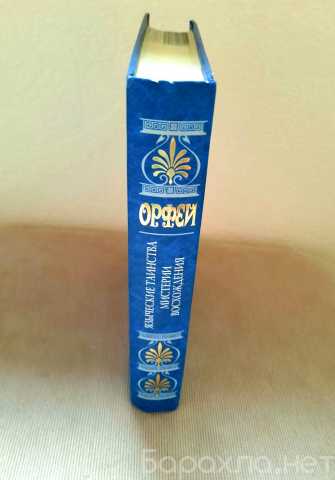 ОРФЕЙ
ЯЗЫЧЕСКИЕ ТАИНСТВА
МИСТЕРИИ
ВОСХОЖДЕНИЯ
Барахла.нет